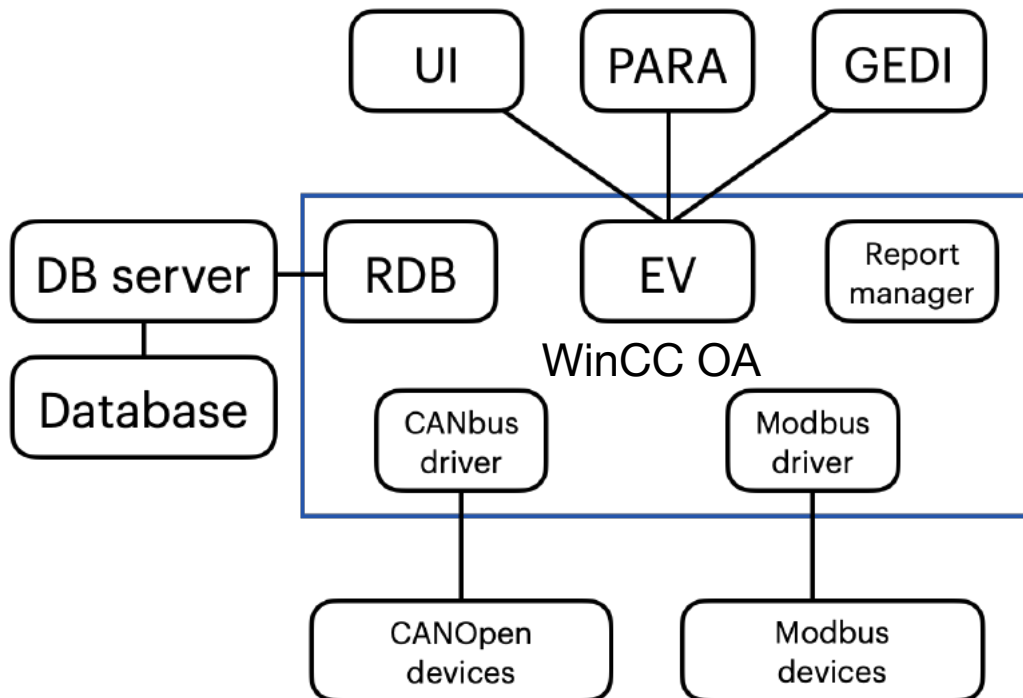 UI
PARA
GEDI
DB server
RDB
EV
Report
manager
WinCC OA
Database
CANbus
driver
Modbus
driver
CANOpen
devices
Modbus
devices